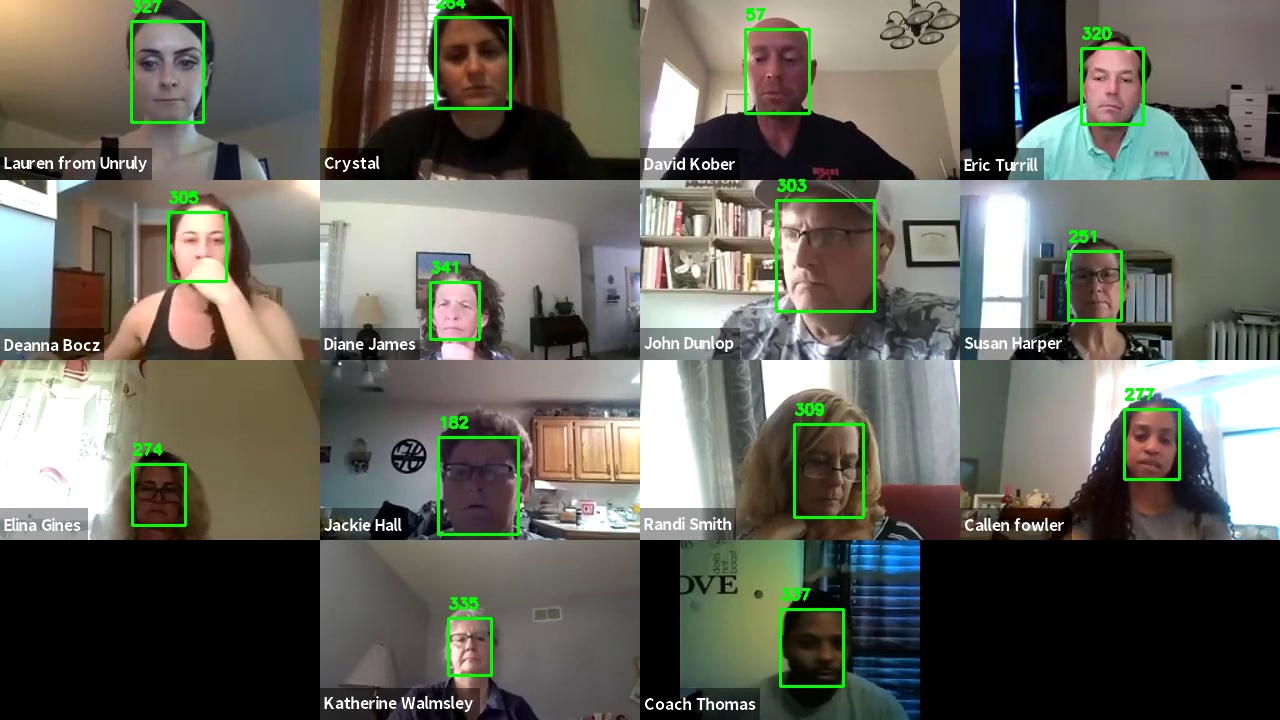 327
264
57
320
Lauren from Unruly
Crystal
David Kober
Eric Turrill
305
341
303
251
Deanna Bocz
Diane James
John Dunlop
Susan Harper
274
182
309
277
Elina Gines
Jackie Hall
Randi Smith
Callen fowler
335
337
OVE
Katherine Walmsley
Coach Thomas